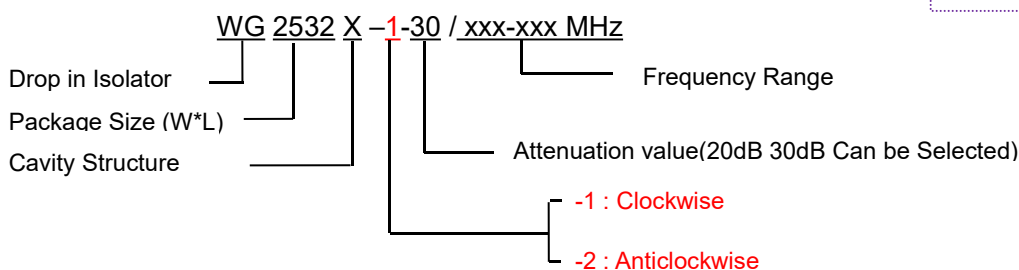 WG 2532 X –1-30 / xxx-xxx MHz
Drop in Isolator
Frequency Range
Package Size (W*L)
Attenuation value(20dB 30dB Can be Selected)
Cavity Structure
-1 : Clockwise
-2 : Anticlockwise